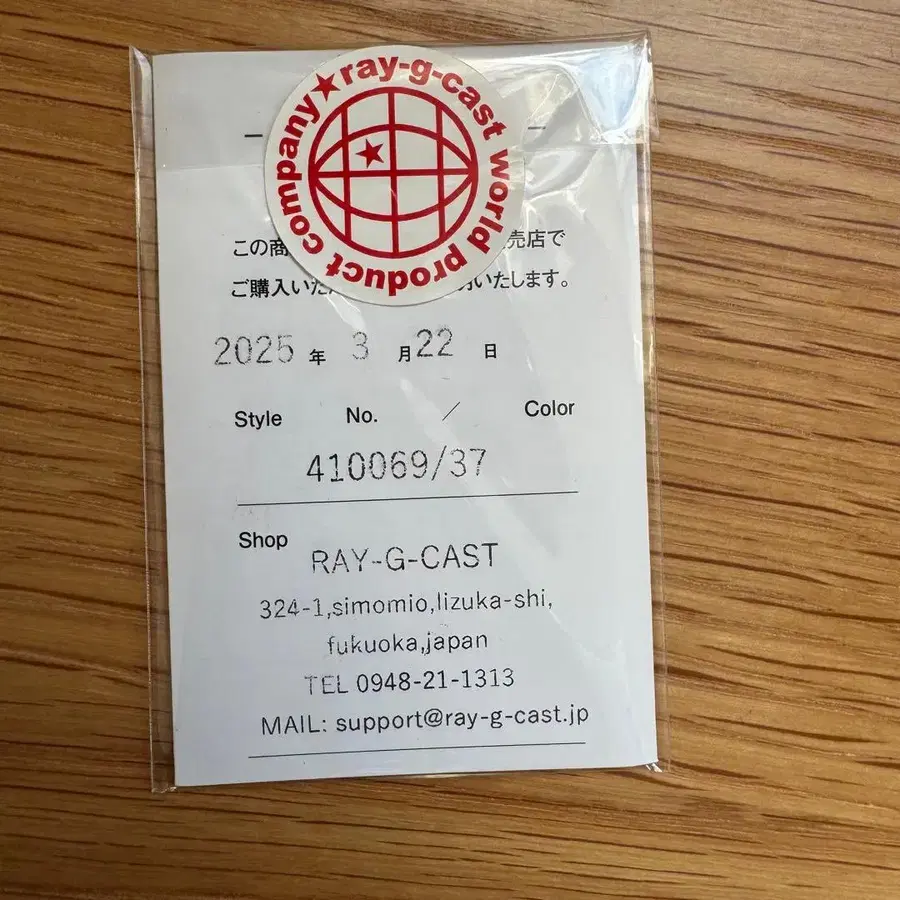 ray-g-cast world product company★
この商
売店で
ご購入いた
いたします。
2025 年 3 月 22 日
Style No. ／ Color
410069/37
Shop
RAY-G-CAST
324-1,simomio,Iizuka-shi,
fukuoka,japan
TEL 0948-21-1313
MAIL: support@ray-g-cast.jp